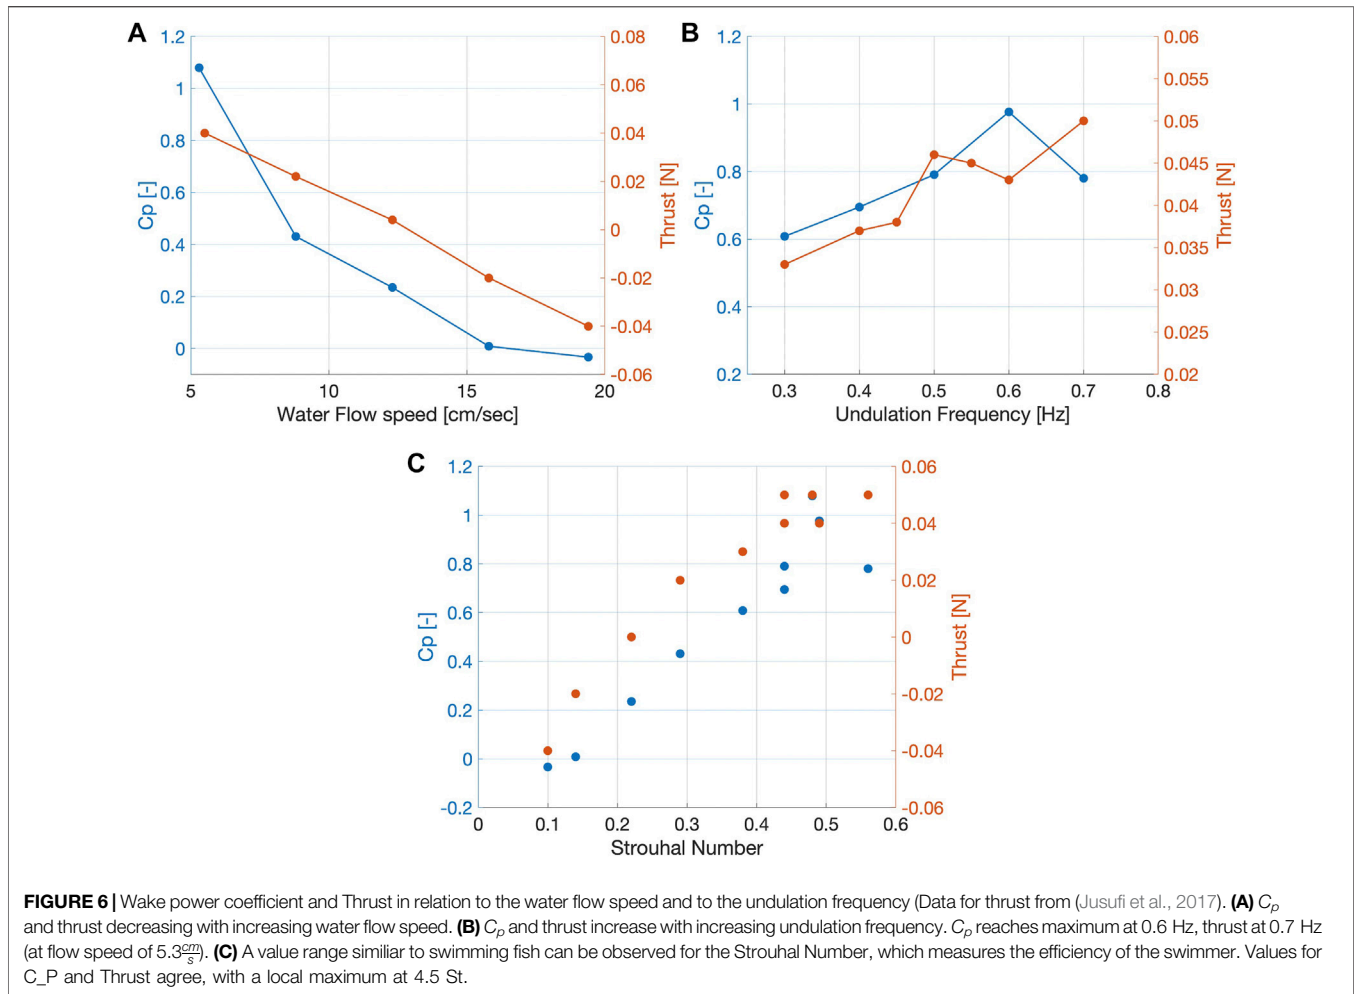 A
B
1.2
1
0.8
0.6
0.4
0.2
0
Cp [-]
0.08
0.06
0.04
0.02
0
-0.02
-0.04
-0.06
Thrust [N]
5 10 15 20
Water Flow speed [cm/sec]
1.2
1
0.8
0.6
0.4
0.2
Cp [-]
0.06
0.055
0.05
0.045
0.04
0.035
0.03
0.025
0.02
Thrust [N]
0.3 0.4 0.5 0.6 0.7 0.8
Undulation Frequency [Hz]
C
1.2
1
0.8
0.6
0.4
0.2
0
-0.2
Cp [-]
0.06
0.04
0.02
0
-0.02
-0.04
-0.06
Thrust [N]
0 0.1 0.2 0.3 0.4 0.5 0.6
Strouhal Number
FIGURE 6 | Wake power coefficient and Thrust in relation to the water flow speed and to the undulation frequency (Data for thrust from (Jusufi et al., 2017). (A) Cp
and thrust decreasing with increasing water flow speed. (B) Cp and thrust increase with increasing undulation frequency. Cp reaches maximum at 0.6 Hz, thrust at 0.7 Hz
(at flow speed of 5.3 cm/s). (C) A value range similiar to swimming fish can be observed for the Strouhal Number, which measures the efficiency of the swimmer. Values for
C_P and Thrust agree, with a local maximum at 4.5 St.